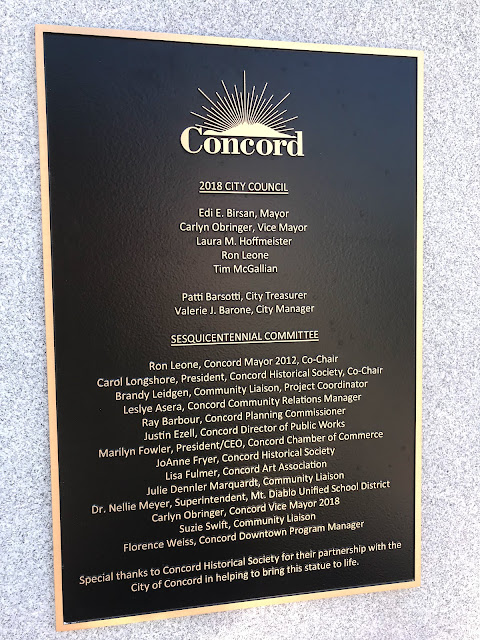 Concord
2018 CITY COUNCIL
Edi E. Birsan, Mayor
Carlyn Obringer, Vice Mayor
Laura M. Hoffmeister
Ron Leone
Tim McGallian
Patti Barsotti, City Treasurer
Valerie J. Barone, City Manager
SESQUICENTENNIAL COMMITTEE
Ron Leone, Concord Mayor 2012, Co-Chair
Carol Longshore, President, Concord Historical Society, Co-Chair
Brandy Leidgen, Community Liaison, Project Coordinator
Leslye Asera, Concord Community Relations Manager
Ray Barbour, Concord Planning Commissioner
Justin Ezell, Concord Director of Public Works
Marilyn Fowler, President/CEO, Concord Chamber of Commerce
JoAnne Fryer, Concord Historical Society
Lisa Fulmer, Concord Art Association
Julie Dennler Marquardt, Community Liaison
Dr. Nellie Meyer, Superintendent, Mt. Diablo Unified School District
Carlyn Obringer, Concord Vice Mayor 2018
Suzie Swift, Community Liaison
Florence Weiss, Concord Downtown Program Manager
Special thanks to Concord Historical Society for their partnership with the
City of Concord in helping to bring this statue to life.